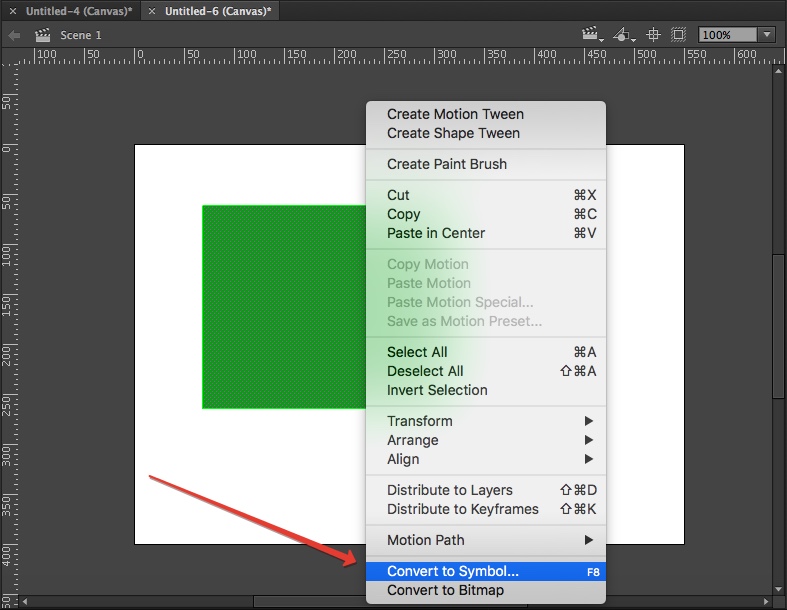 × Untitled-4 (Canvas)* × Untitled-6 (Canvas)*
Scene 1 100%
100 50 0 50 100 150 200 250 300 350 400 450 500 550 600
50
0
50
100
150
200
250
300
350
400
50
Create Motion Tween
Create Shape Tween
Create Paint Brush
Cut ⌘X
Copy ⌘C
Paste in Center ⌘V
Copy Motion
Paste Motion
Paste Motion Special...
Save as Motion Preset...
Select All ⌘A
Deselect All ⇧⌘A
Invert Selection
Transform ▶
Arrange ▶
Align ▶
Distribute to Layers ⇧⌘D
Distribute to Keyframes ⇧⌘K
Motion Path ▶
Convert to Symbol... F8
Convert to Bitmap